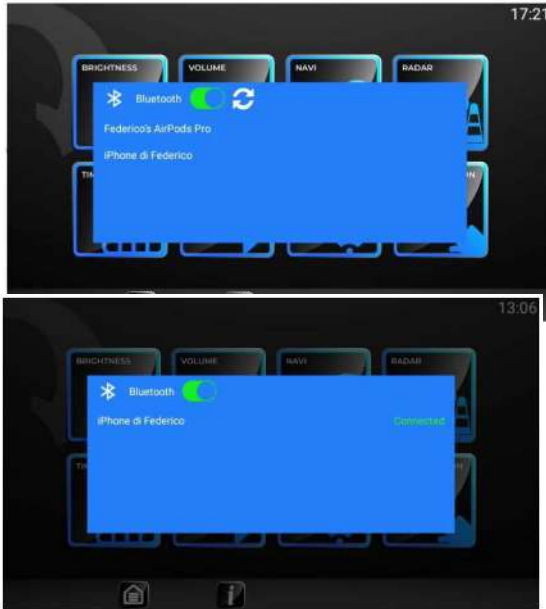 17:21
BRIGHTNESS VOLUME NAVI RADAR
Bluetooth
Federico's AirPods Pro
iPhone di Federico
13:06
BRIGHTNESS VOLUME NAVI RADAR
Bluetooth
iPhone di Federico Connected